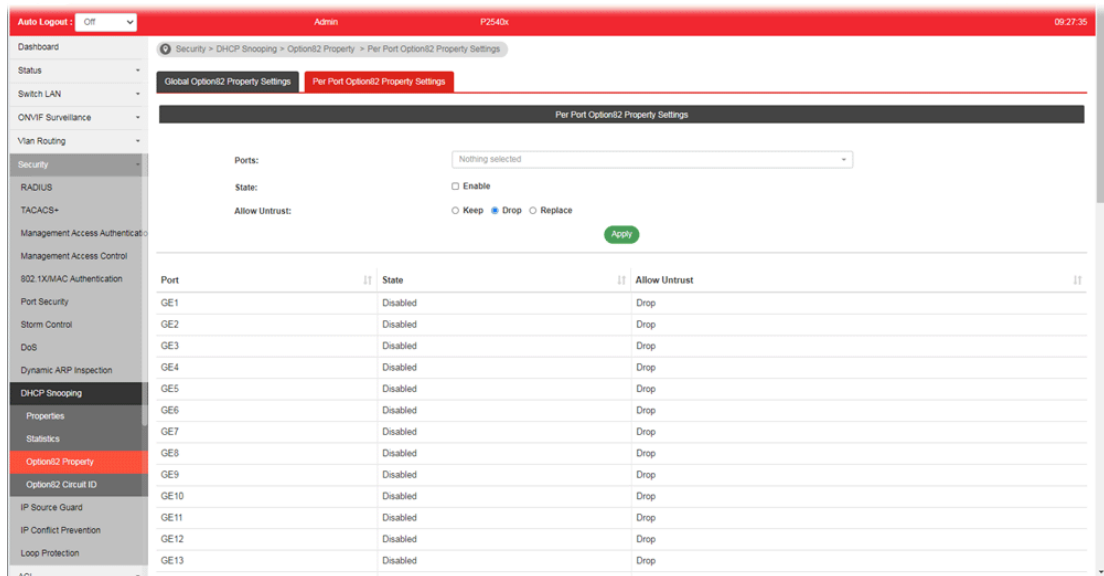 Auto Logout : Off Admin P2540x 09:27:35
Dashboard
Status
Switch LAN
ONVIF Surveillance
Vlan Routing
Security
RADIUS
TACACS+
Management Access Authenticatio
Management Access Control
802.1X/MAC Authentication
Port Security
Storm Control
DoS
Dynamic ARP Inspection
DHCP Snooping
Properties
Statistics
Option82 Property
Option82 Circuit ID
IP Source Guard
IP Conflict Prevention
Loop Protection
ACL
Security > DHCP Snooping > Option82 Property > Per Port Option82 Property Settings
Global Option82 Property Settings Per Port Option82 Property Settings
Per Port Option82 Property Settings
Ports: Nothing selected
State: Enable
Allow Untrust: Keep Drop Replace
Apply
Port State Allow Untrust
GE1 Disabled Drop
GE2 Disabled Drop
GE3 Disabled Drop
GE4 Disabled Drop
GE5 Disabled Drop
GE6 Disabled Drop
GE7 Disabled Drop
GE8 Disabled Drop
GE9 Disabled Drop
GE10 Disabled Drop
GE11 Disabled Drop
GE12 Disabled Drop
GE13 Disabled Drop